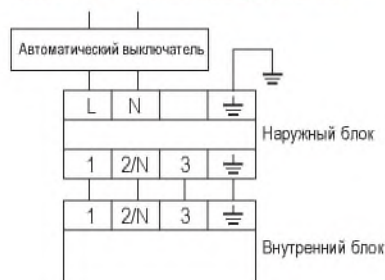 Автоматический выключатель
L N
Наружный блок
1 2/N 3
1 2/N 3
Внутренний блок